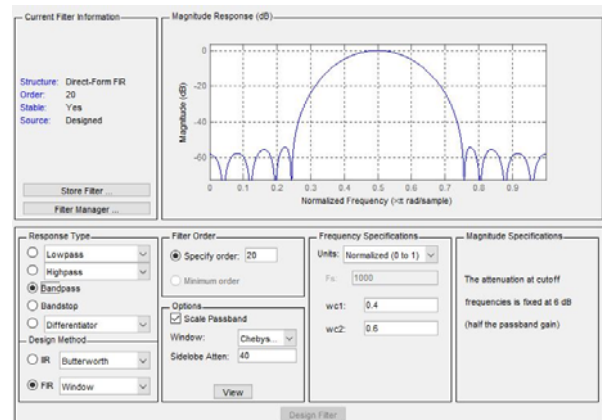 Current Filter Information
Structure: Direct-Form FIR
Order: 20
Stable: Yes
Source: Designed
Store Filter ...
Filter Manager ...
Magnitude Response (dB)
Magnitude (dB)
0
-20
-40
-60
0 0.1 0.2 0.3 0.4 0.5 0.6 0.7 0.8 0.9
Normalized Frequency (×π rad/sample)
Response Type
Lowpass
Highpass
Bandpass
Bandstop
Differentiator
Design Method
IIR Butterworth
FIR Window
Filter Order
Specify order: 20
Minimum order
Options
Scale Passband
Window: Chebys...
Sidelobe Atten: 40
View
Frequency Specifications
Units: Normalized (0 to 1)
Fs: 1000
wc1: 0.4
wc2: 0.6
Magnitude Specifications
The attenuation at cutoff
frequencies is fixed at 6 dB
(half the passband gain)
Design Filter